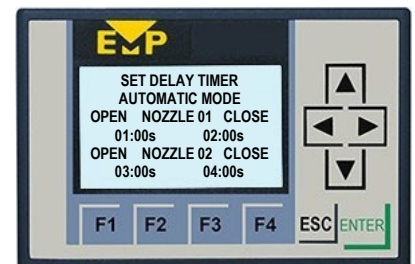 EMP
SET DELAY TIMER
AUTOMATIC MODE
OPEN NOZZLE 01 CLOSE
01:00s 02:00s
OPEN NOZZLE 02 CLOSE
03:00s 04:00s
F1 F2 F3 F4 ESC ENTER